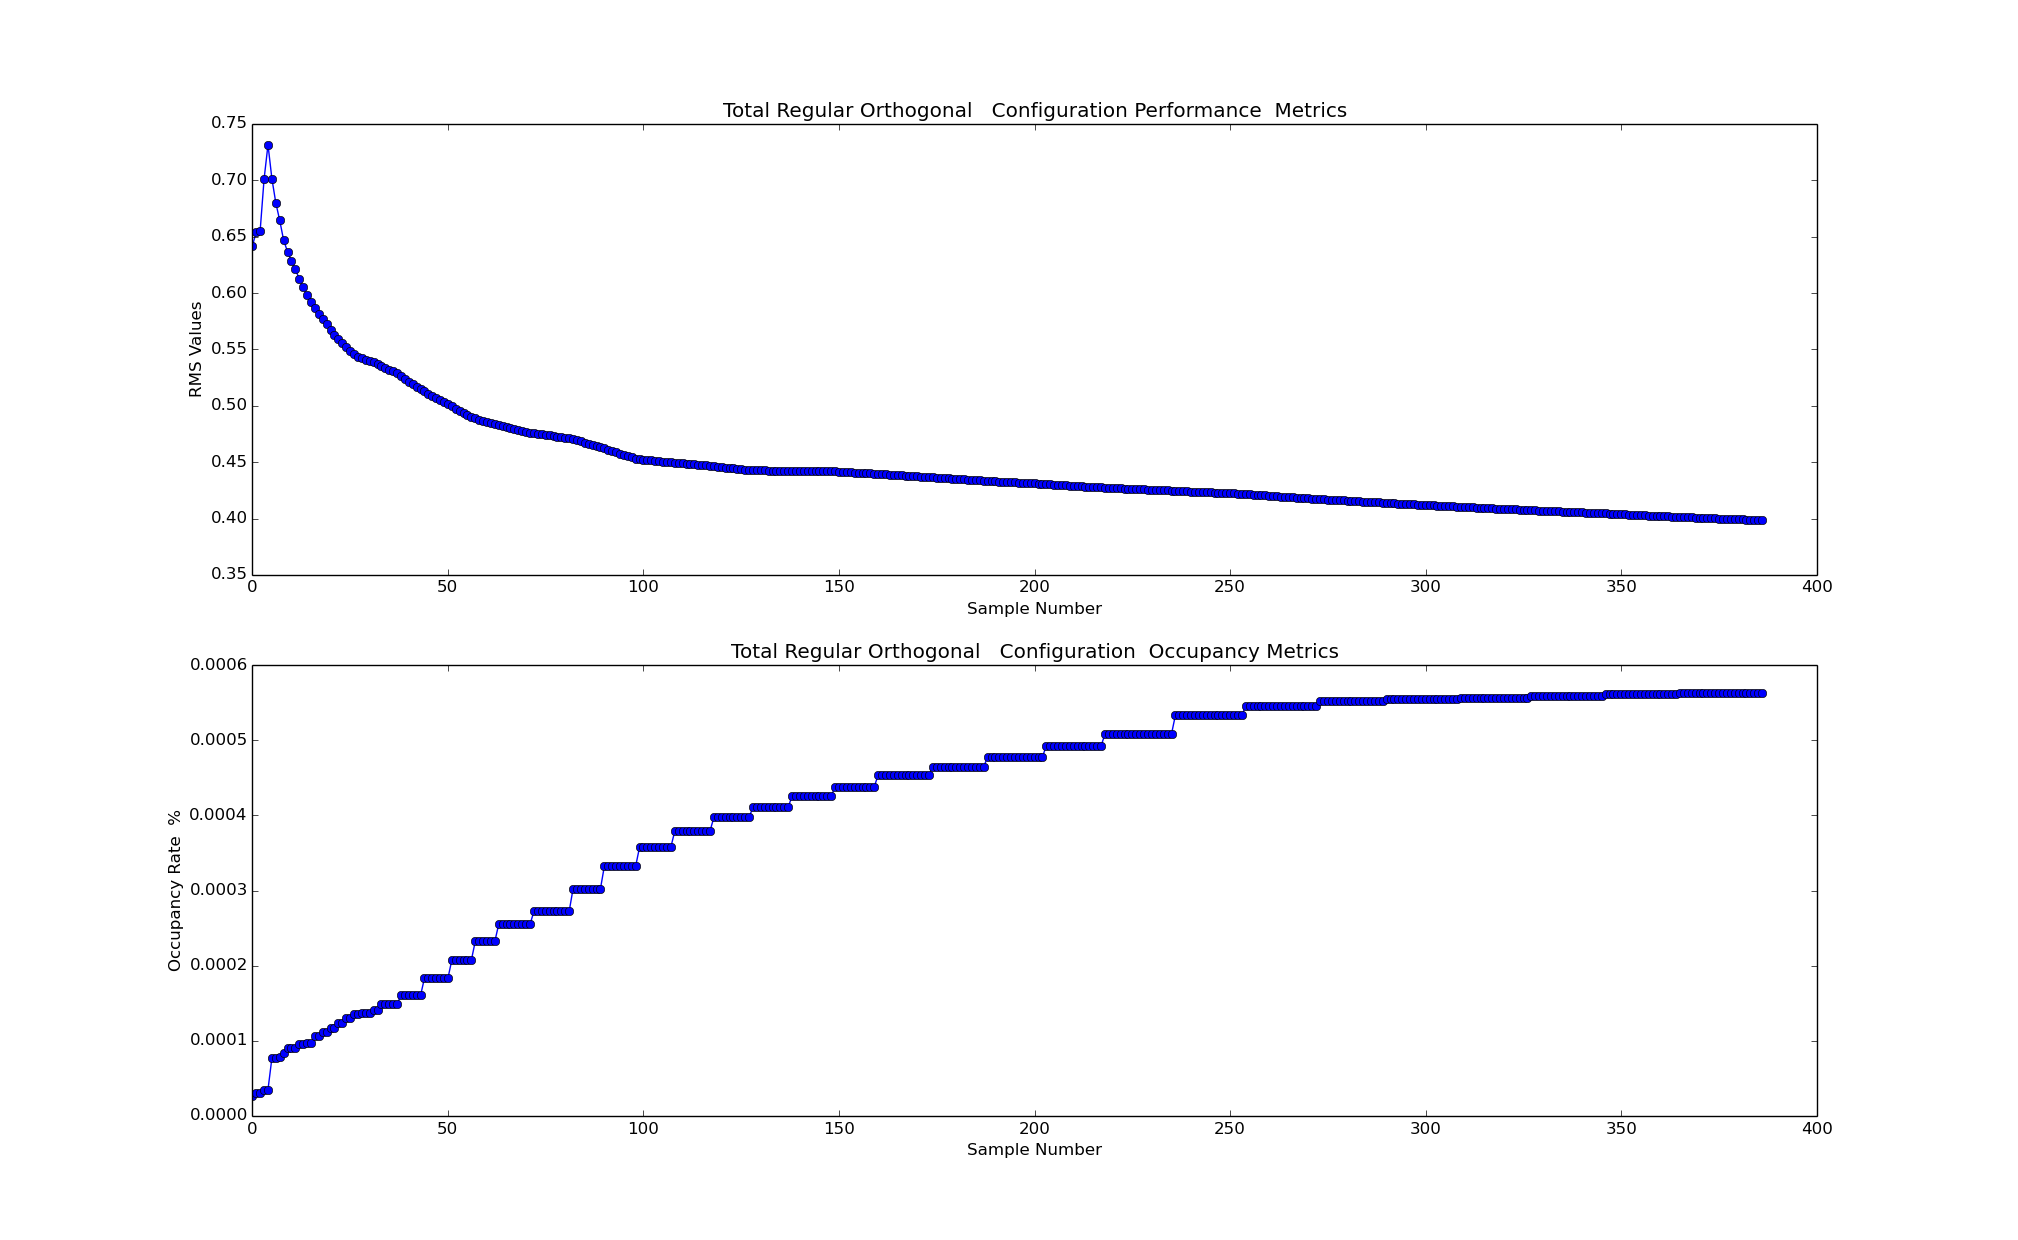 Total Regular Orthogonal   Configuration Performance  Metrics
0.75
0.70
0.65
0.60
0.55
0.50
0.45
0.40
0.35
RMS Values
0 50 100 150 200 250 300 350 400
Sample Number
Total Regular Orthogonal   Configuration  Occupancy Metrics
0.0006
0.0005
0.0004
0.0003
0.0002
0.0001
0.0000
Occupancy Rate  %
0 50 100 150 200 250 300 350 400
Sample Number